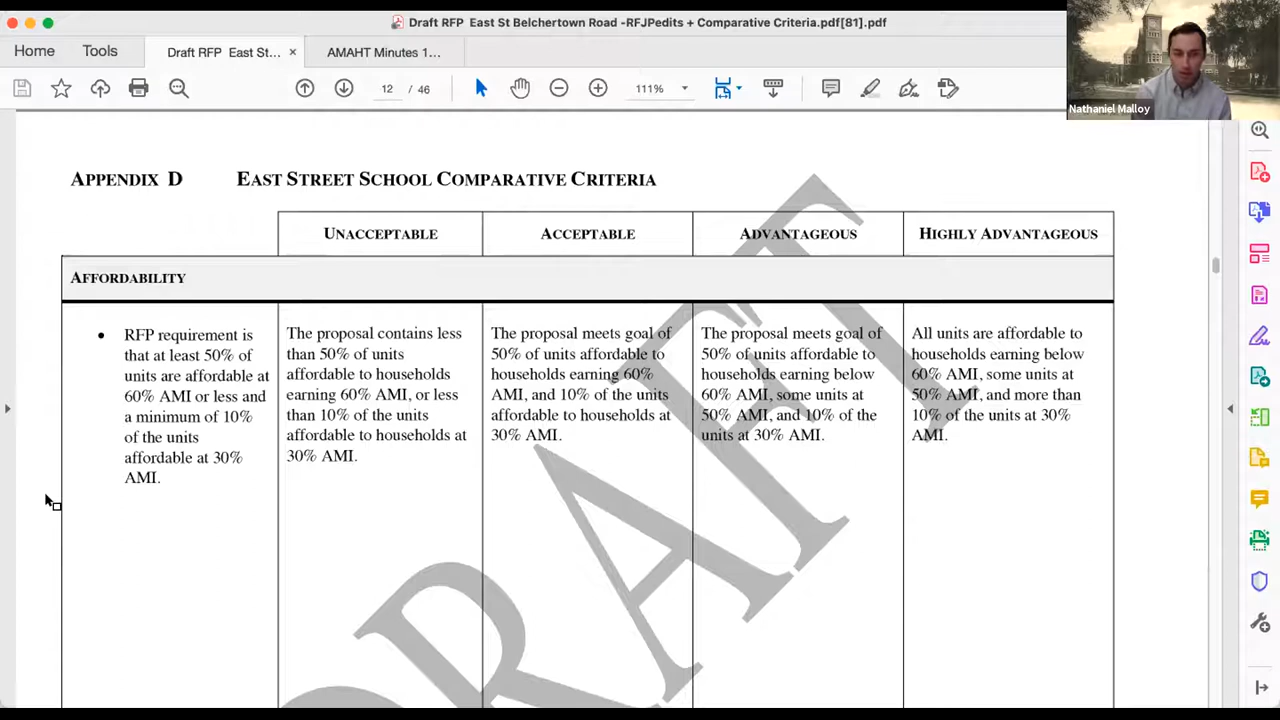 Draft RFP East St Belchertown Road -RFJPedits + Comparative Criteria.pdf[81].pdf
Home
Tools
Draft RFP East St...
×
AMAHT Minutes 1...
12 / 46
111%
Nathaniel Malloy
APPENDIX D EAST STREET SCHOOL COMPARATIVE CRITERIA
UNACCEPTABLE
ACCEPTABLE
ADVANTAGEOUS
HIGHLY ADVANTAGEOUS
AFFORDABILITY
• RFP requirement is
that at least 50% of
units are affordable at
60% AMI or less and
a minimum of 10%
of the units
affordable at 30%
AMI.
The proposal contains less
than 50% of units
affordable to households
earning 60% AMI, or less
than 10% of the units
affordable to households at
30% AMI.
The proposal meets goal of
50% of units affordable to
households earning 60%
AMI, and 10% of the units
affordable to households at
30% AMI.
The proposal meets goal of
50% of units affordable to
households earning below
60% AMI, some units at
50% AMI, and 10% of the
units at 30% AMI.
All units are affordable to
households earning below
60% AMI, some units at
50% AMI, and more than
10% of the units at 30%
AMI.
DRAFT